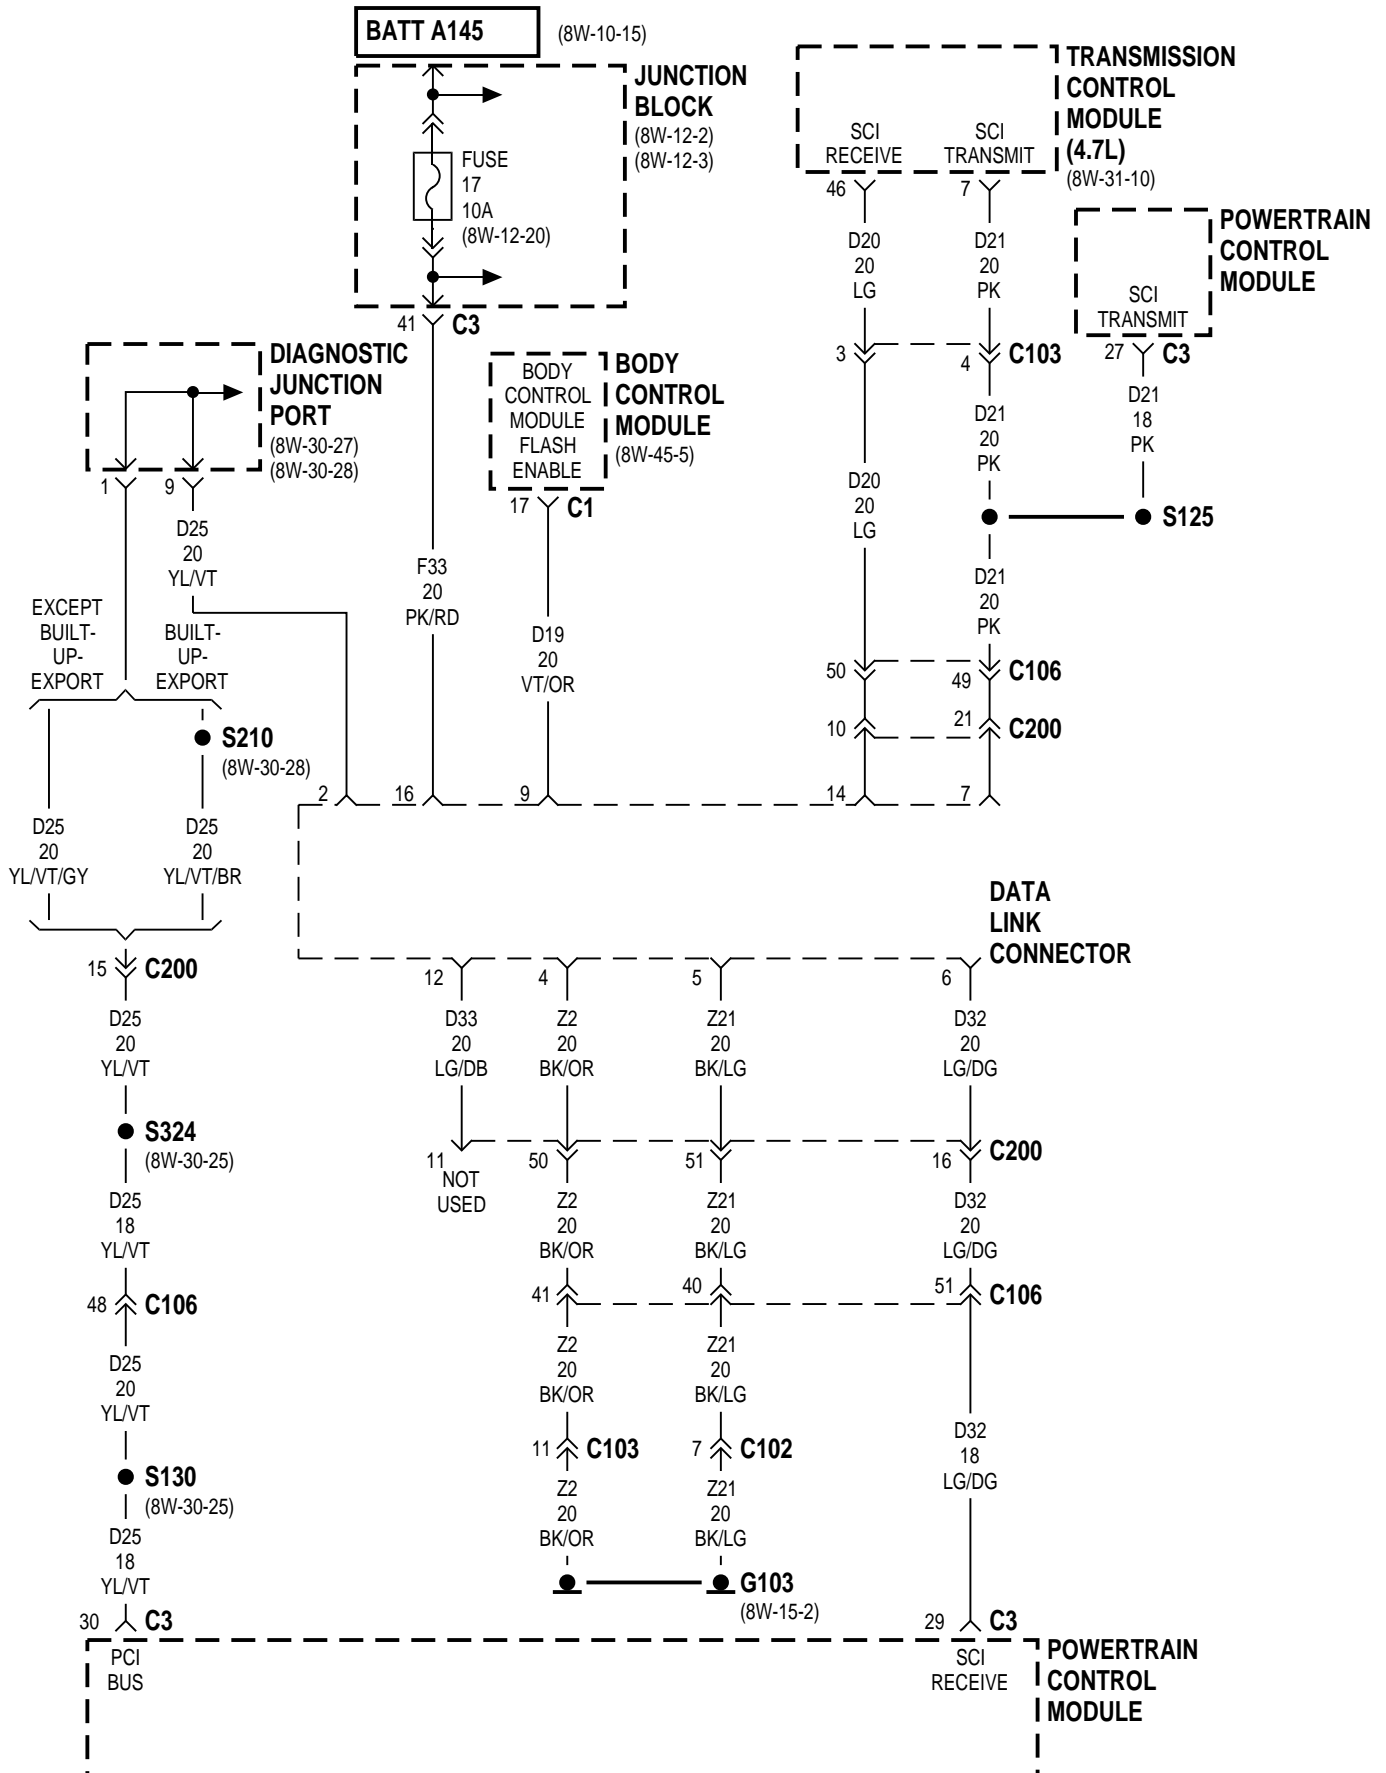 BATT A145
(8W-10-15)
JUNCTION
BLOCK
(8W-12-2)
(8W-12-3)
FUSE
17
10A
(8W-12-20)
41
C3
TRANSMISSION
CONTROL
MODULE
(4.7L)
(8W-31-10)
SCI
RECEIVE
SCI
TRANSMIT
46
7
D20
20
LG
D21
20
PK
POWERTRAIN
CONTROL
MODULE
SCI
TRANSMIT
27
C3
D21
18
PK
3
4
C103
D21
20
PK
D20
20
LG
S125
D21
20
PK
50
49
C106
10
21
C200
DIAGNOSTIC
JUNCTION
PORT
(8W-30-27)
(8W-30-28)
1
9
D25
20
YL/VT
BODY
CONTROL
MODULE
FLASH
ENABLE
BODY
CONTROL
MODULE
(8W-45-5)
17
C1
F33
20
PK/RD
D19
20
VT/OR
EXCEPT
BUILT-
UP-
EXPORT
BUILT-
UP-
EXPORT
S210
(8W-30-28)
2
16
9
14
7
D25
20
YL/VT/GY
D25
20
YL/VT/BR
DATA
LINK
CONNECTOR
15
C200
12
4
5
6
D25
20
YL/VT
D33
20
LG/DB
Z2
20
BK/OR
Z21
20
BK/LG
D32
20
LG/DG
S324
(8W-30-25)
11
NOT
USED
50
51
16
C200
D25
18
YL/VT
Z2
20
BK/OR
Z21
20
BK/LG
D32
20
LG/DG
48
C106
41
40
51
C106
D25
20
YL/VT
Z2
20
BK/OR
Z21
20
BK/LG
D32
18
LG/DG
11
C103
7
C102
S130
(8W-30-25)
Z2
20
BK/OR
Z21
20
BK/LG
D25
18
YL/VT
G103
(8W-15-2)
30
C3
29
C3
PCI
BUS
SCI
RECEIVE
POWERTRAIN
CONTROL
MODULE